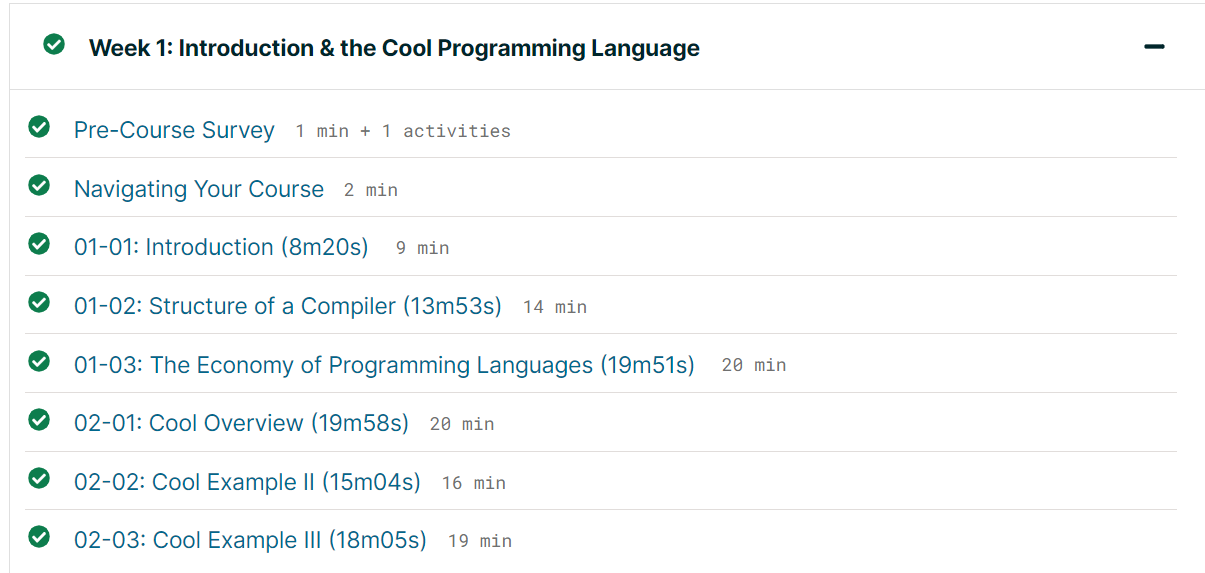 Week 1: Introduction & the Cool Programming Language
Pre-Course Survey 1 min + 1 activities
Navigating Your Course 2 min
01-01: Introduction (8m20s) 9 min
01-02: Structure of a Compiler (13m53s) 14 min
01-03: The Economy of Programming Languages (19m51s) 20 min
02-01: Cool Overview (19m58s) 20 min
02-02: Cool Example II (15m04s) 16 min
02-03: Cool Example III (18m05s) 19 min